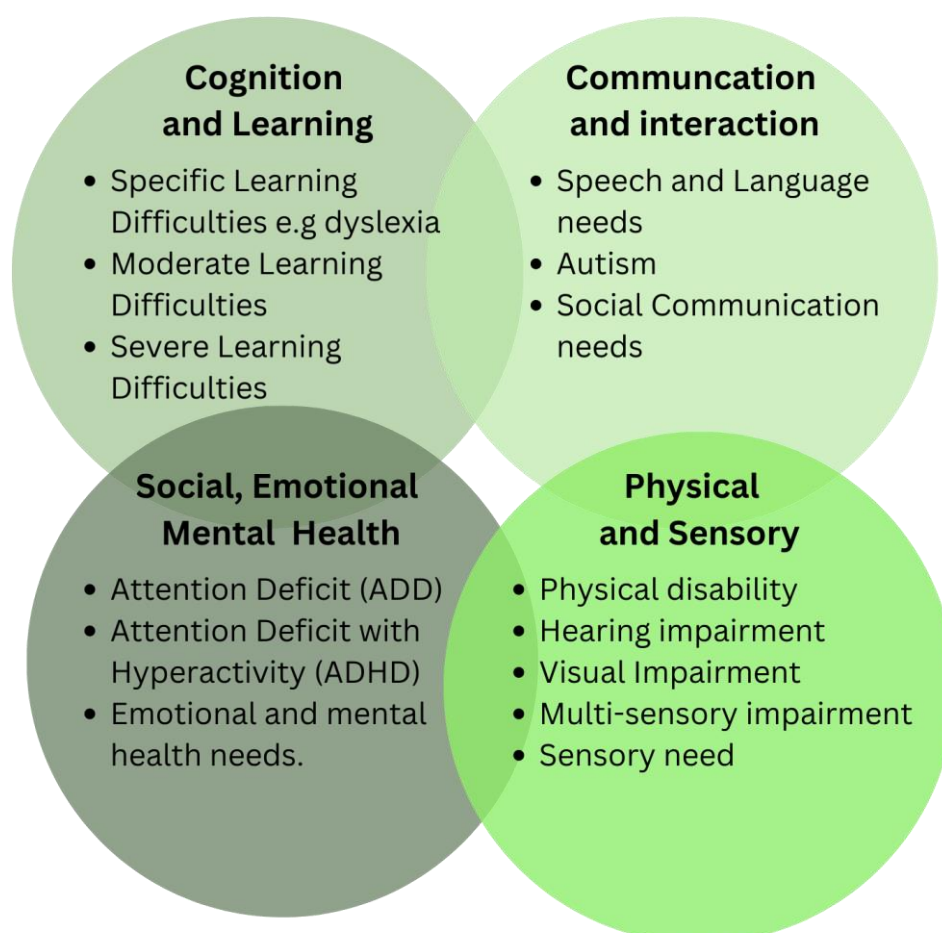 Cognition
and Learning
• Specific Learning
Difficulties e.g dyslexia
• Moderate Learning
Difficulties
• Severe Learning
Difficulties
Communcation
and interaction
• Speech and Language
needs
• Autism
• Social Communication
needs
Social, Emotional
Mental Health
• Attention Deficit (ADD)
• Attention Deficit with
Hyperactivity (ADHD)
• Emotional and mental
health needs.
Physical
and Sensory
• Physical disability
• Hearing impairment
• Visual Impairment
• Multi-sensory impairment
• Sensory need